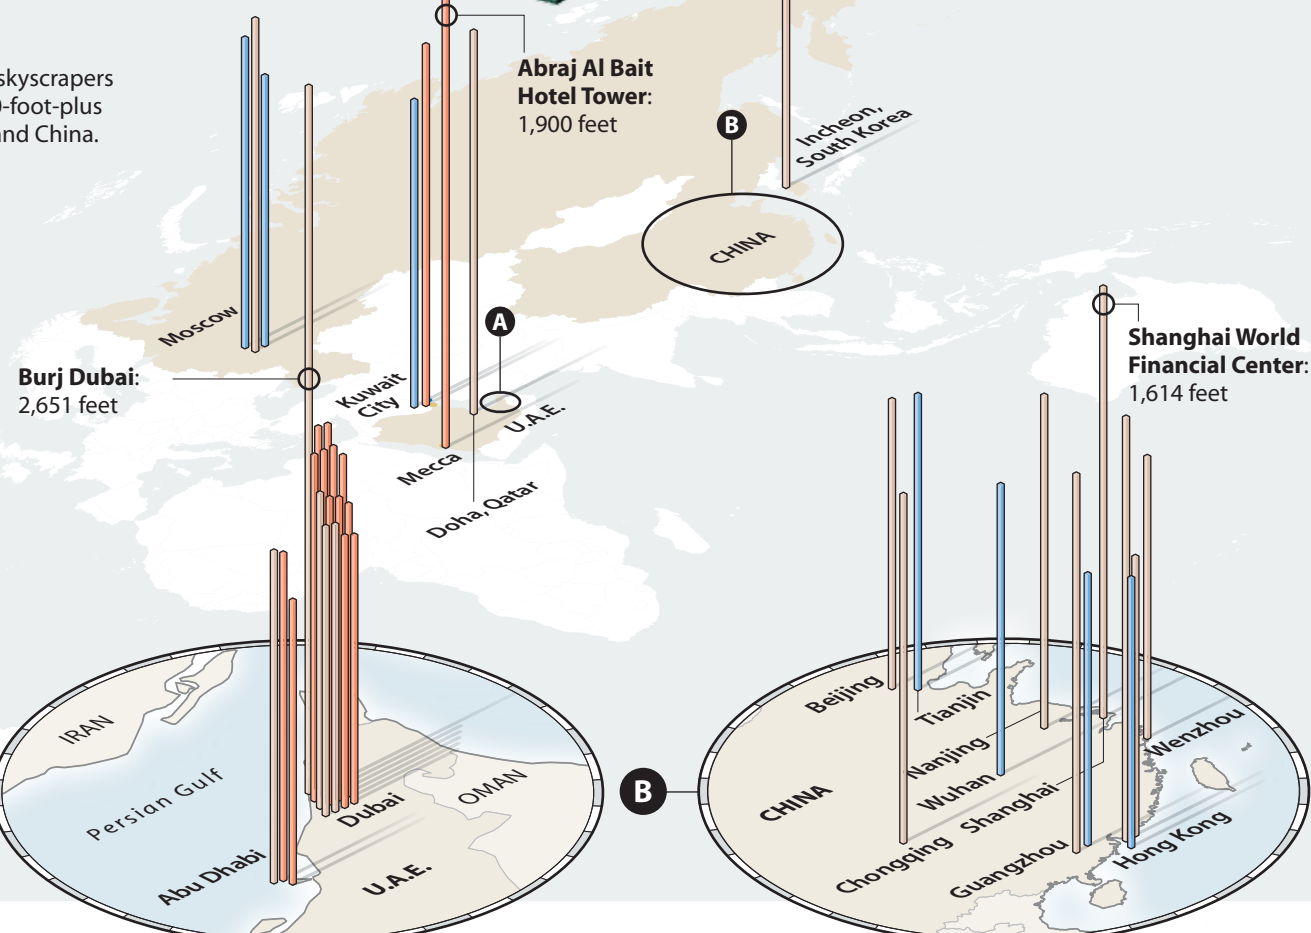 skyscrapers
-foot-plus
and China.
Abraj Al Bait
Hotel Tower:
1,900 feet
B
Incheon,
South Korea
CHINA
Moscow
A
Burj Dubai:
2,651 feet
Kuwait
City
U.A.E.
Mecca
Doha, Qatar
Shanghai World
Financial Center:
1,614 feet
IRAN
Persian Gulf
Abu Dhabi
Dubai
OMAN
U.A.E.
B
Beijing
Tianjin
Nanjing
Wuhan
CHINA
Shanghai
Chongqing
Guangzhou
Hong Kong
Wenzhou